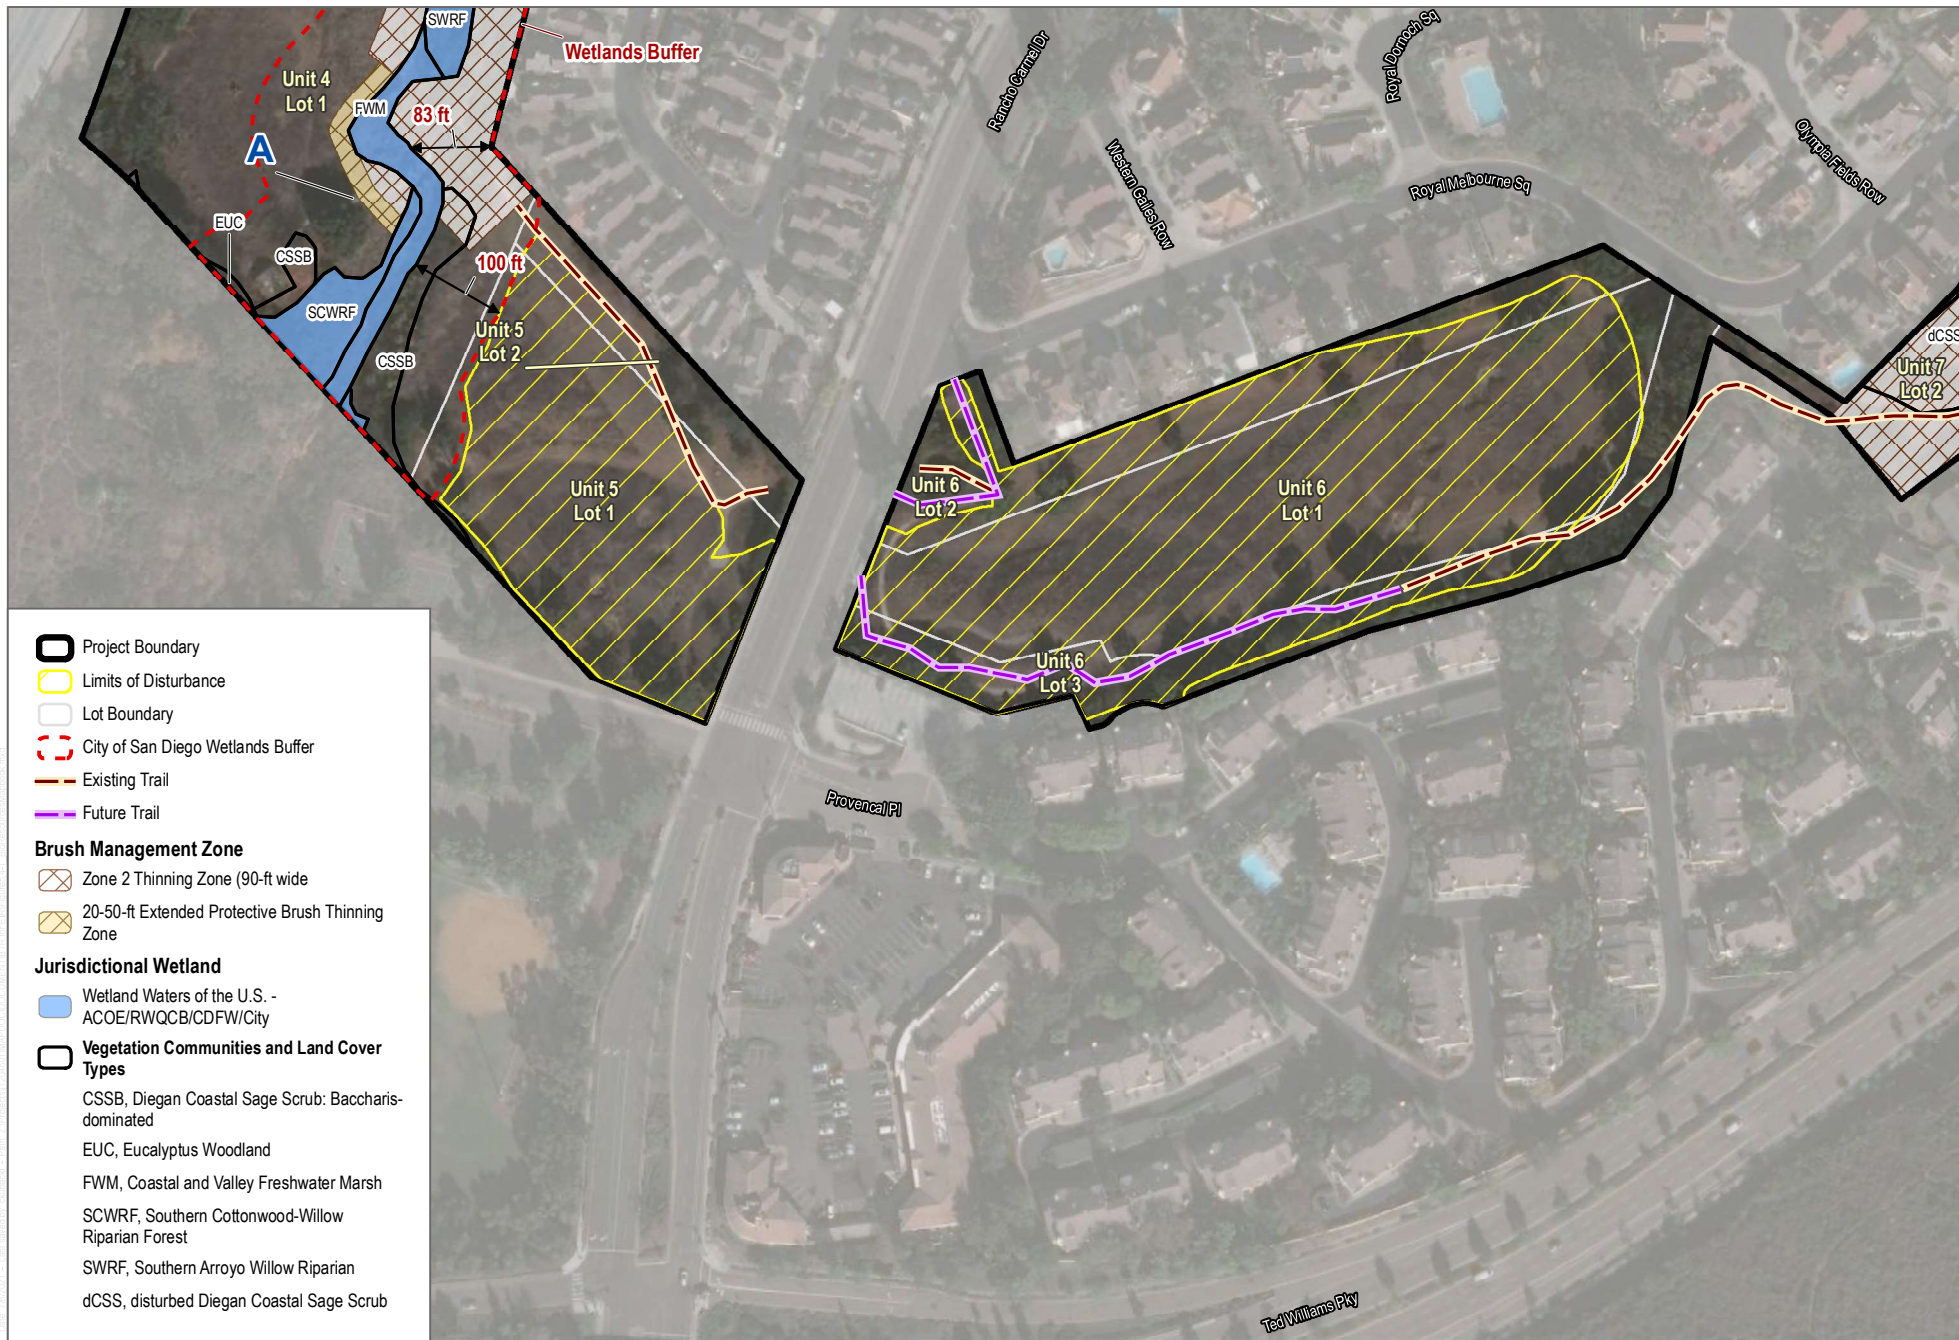 SWRF
Wetlands Buffer
Unit 4
Lot 1
FWM
83 ft
A
EUC
CSSB
100 ft
SCWRF
CSSB
Unit 5
Lot 2
Unit 5
Lot 1
Rancho Carmel Dr
Western Gailes Row
Royal Dornoch Sq
Royal Melbourne Sq
Olympia Fields Row
dCSS
Unit 7
Lot 2
Unit 6
Lot 2
Unit 6
Lot 1
Unit 6
Lot 3
Provencal Pl
Ted Williams Pky
Project Boundary
Limits of Disturbance
Lot Boundary
City of San Diego Wetlands Buffer
Existing Trail
Future Trail
Brush Management Zone
Zone 2 Thinning Zone (90-ft wide
20-50-ft Extended Protective Brush Thinning
Zone
Jurisdictional Wetland
Wetland Waters of the U.S. -
ACOE/RWQCB/CDFW/City
Vegetation Communities and Land Cover
Types
CSSB, Diegan Coastal Sage Scrub: Baccharis-
dominated
EUC, Eucalyptus Woodland
FWM, Coastal and Valley Freshwater Marsh
SCWRF, Southern Cottonwood-Willow
Riparian Forest
SWRF, Southern Arroyo Willow Riparian
dCSS, disturbed Diegan Coastal Sage Scrub